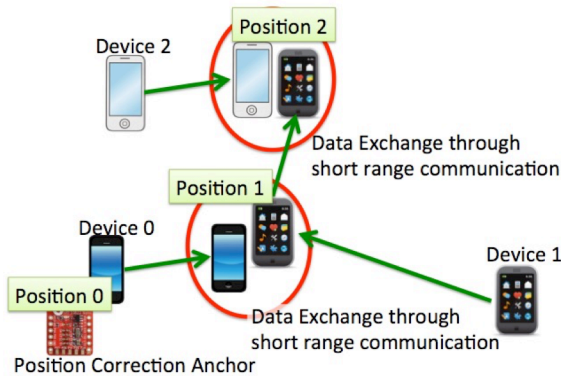 Position 2
Device 2
Data Exchange through
short range communication
Position 1
Device 0
Device 1
Position 0
Data Exchange through
short range communication
Position Correction Anchor